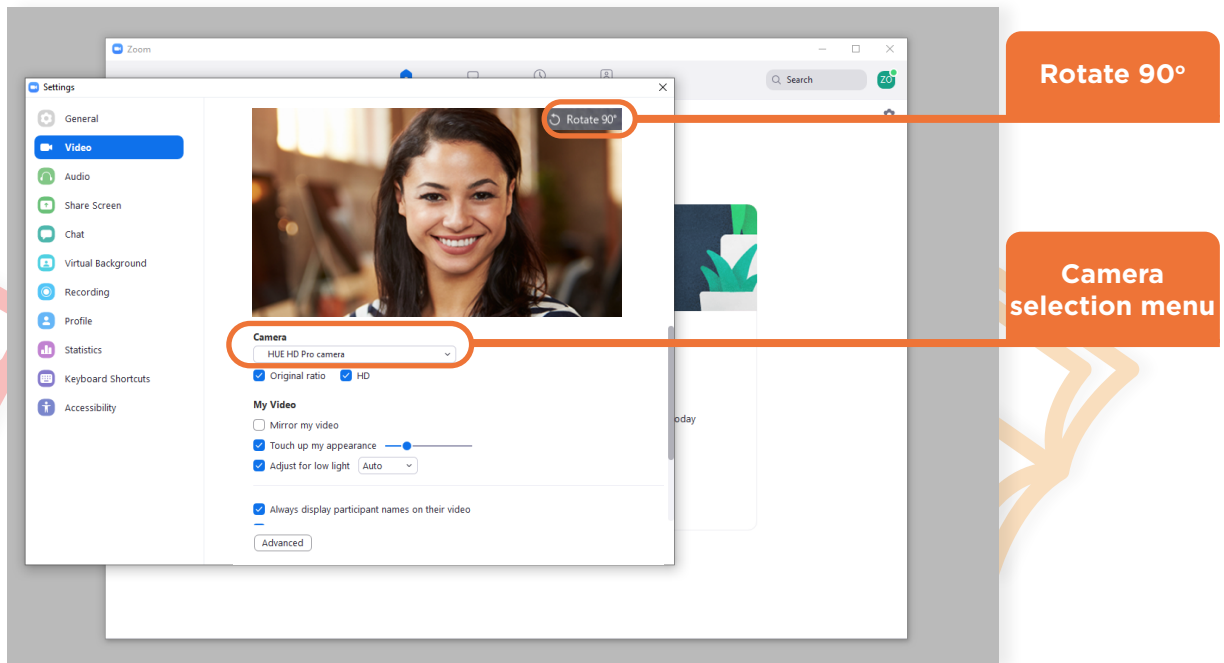 Zoom
Search
ZO
Settings
General
Video
Audio
Share Screen
Chat
Virtual Background
Recording
Profile
Statistics
Keyboard Shortcuts
Accessibility
Rotate 90°
Camera
HUE HD Pro camera
Original ratio
HD
My Video
Mirror my video
Touch up my appearance
Adjust for low light
Auto
Always display participant names on their video
Advanced
oday
Rotate 90°
Camera
selection menu